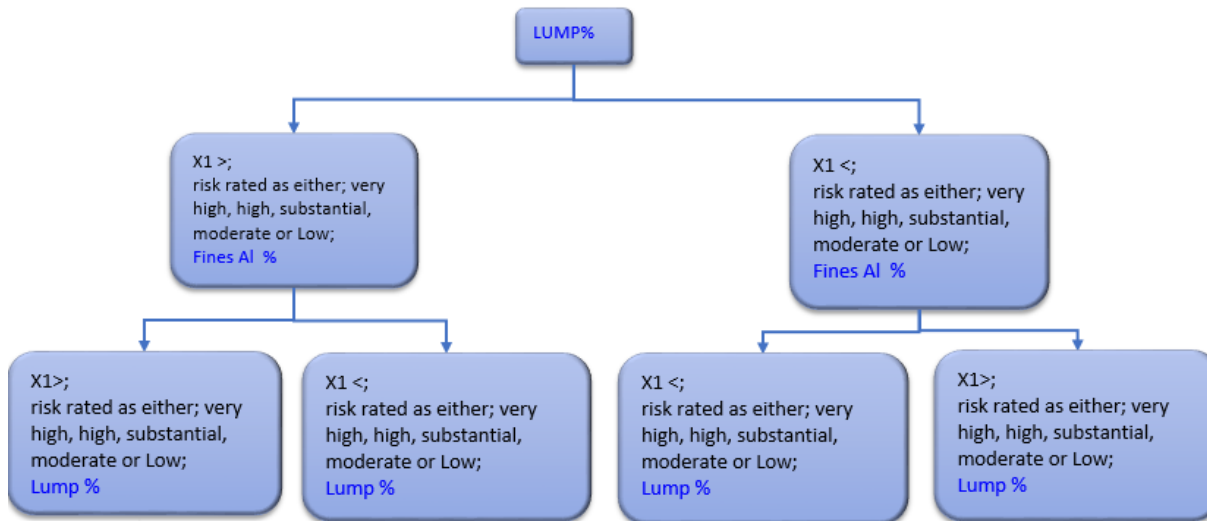 LUMP%
X1 >;
risk rated as either; very
high, high, substantial,
moderate or Low;
Fines Al %
X1 <;
risk rated as either; very
high, high, substantial,
moderate or Low;
Fines Al %
X1>;
risk rated as either; very
high, high, substantial,
moderate or Low;
Lump %
X1 <;
risk rated as either; very
high, high, substantial,
moderate or Low;
Lump %
X1 <;
risk rated as either; very
high, high, substantial,
moderate or Low;
Lump %
X1>;
risk rated as either; very
high, high, substantial,
moderate or Low;
Lump %